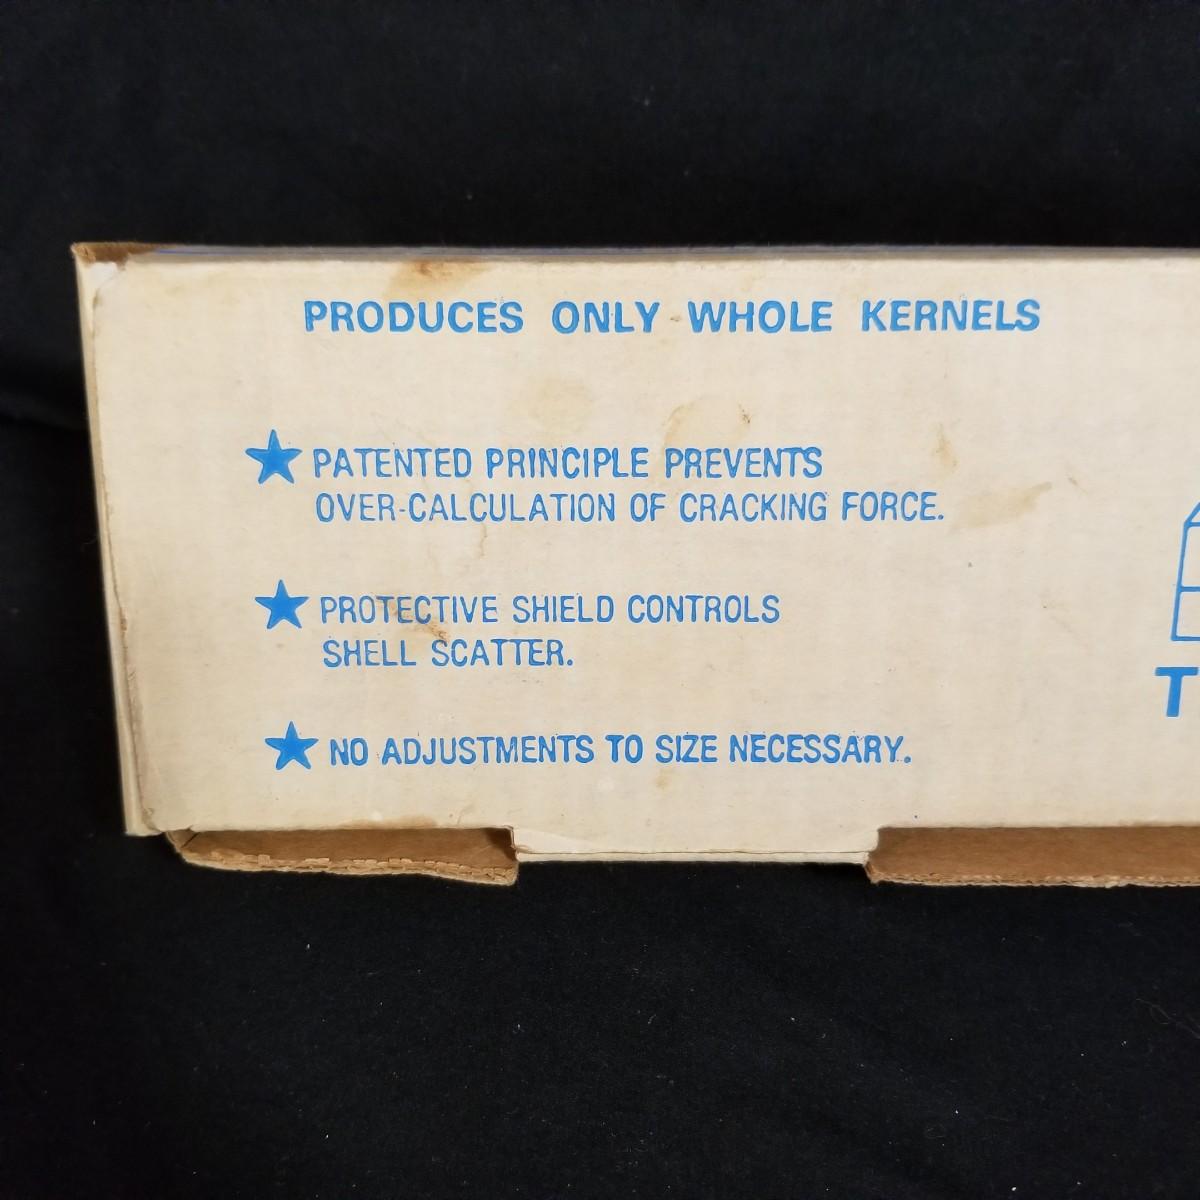 PRODUCES ONLY WHOLE KERNELS
PATENTED PRINCIPLE PREVENTS
OVER-CALCULATION OF CRACKING FORCE.
PROTECTIVE SHIELD CONTROLS
SHELL SCATTER.
NO ADJUSTMENTS TO SIZE NECESSARY.
T